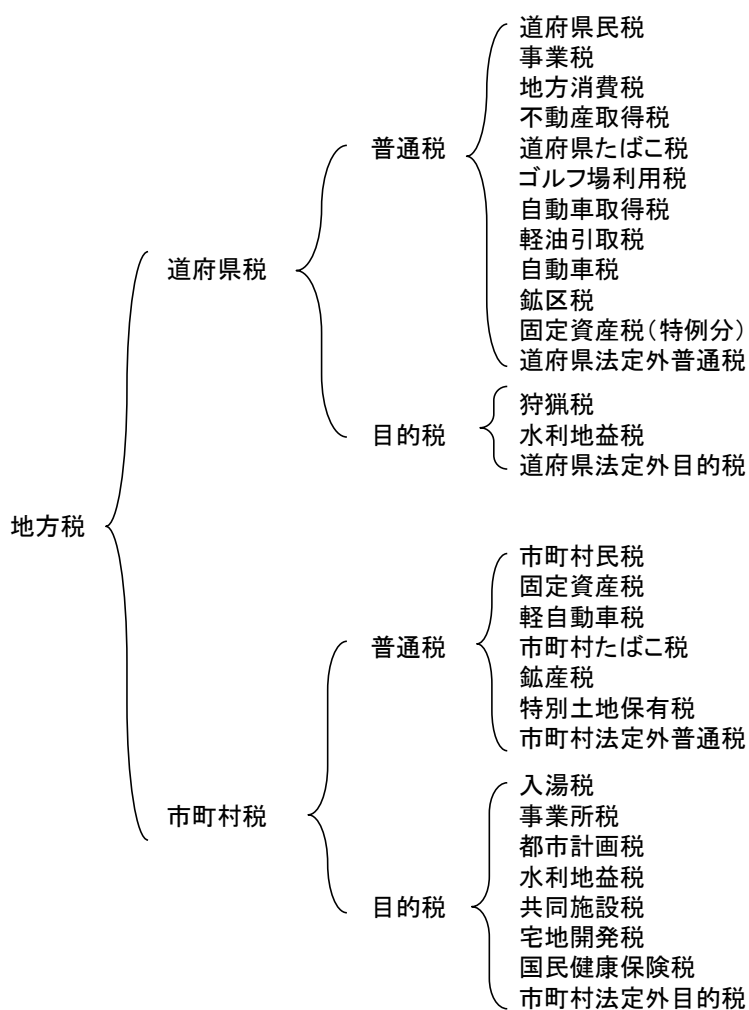 地方税
道府県税
普通税
道府県民税
事業税
地方消費税
不動産取得税
道府県たばこ税
ゴルフ場利用税
自動車取得税
軽油引取税
自動車税
鉱区税
固定資産税(特例分)
道府県法定外普通税
目的税
狩猟税
水利地益税
道府県法定外目的税
市町村税
普通税
市町村民税
固定資産税
軽自動車税
市町村たばこ税
鉱産税
特別土地保有税
市町村法定外普通税
目的税
入湯税
事業所税
都市計画税
水利地益税
共同施設税
宅地開発税
国民健康保険税
市町村法定外目的税